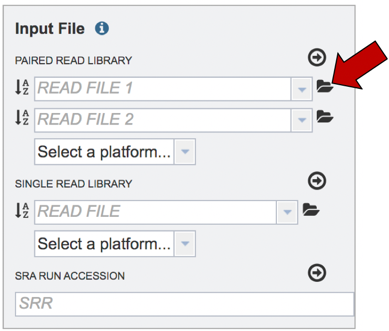 Input File
PAIRED READ LIBRARY
READ FILE 1
READ FILE 2
Select a platform...
SINGLE READ LIBRARY
READ FILE
Select a platform...
SRA RUN ACCESSION
SRR